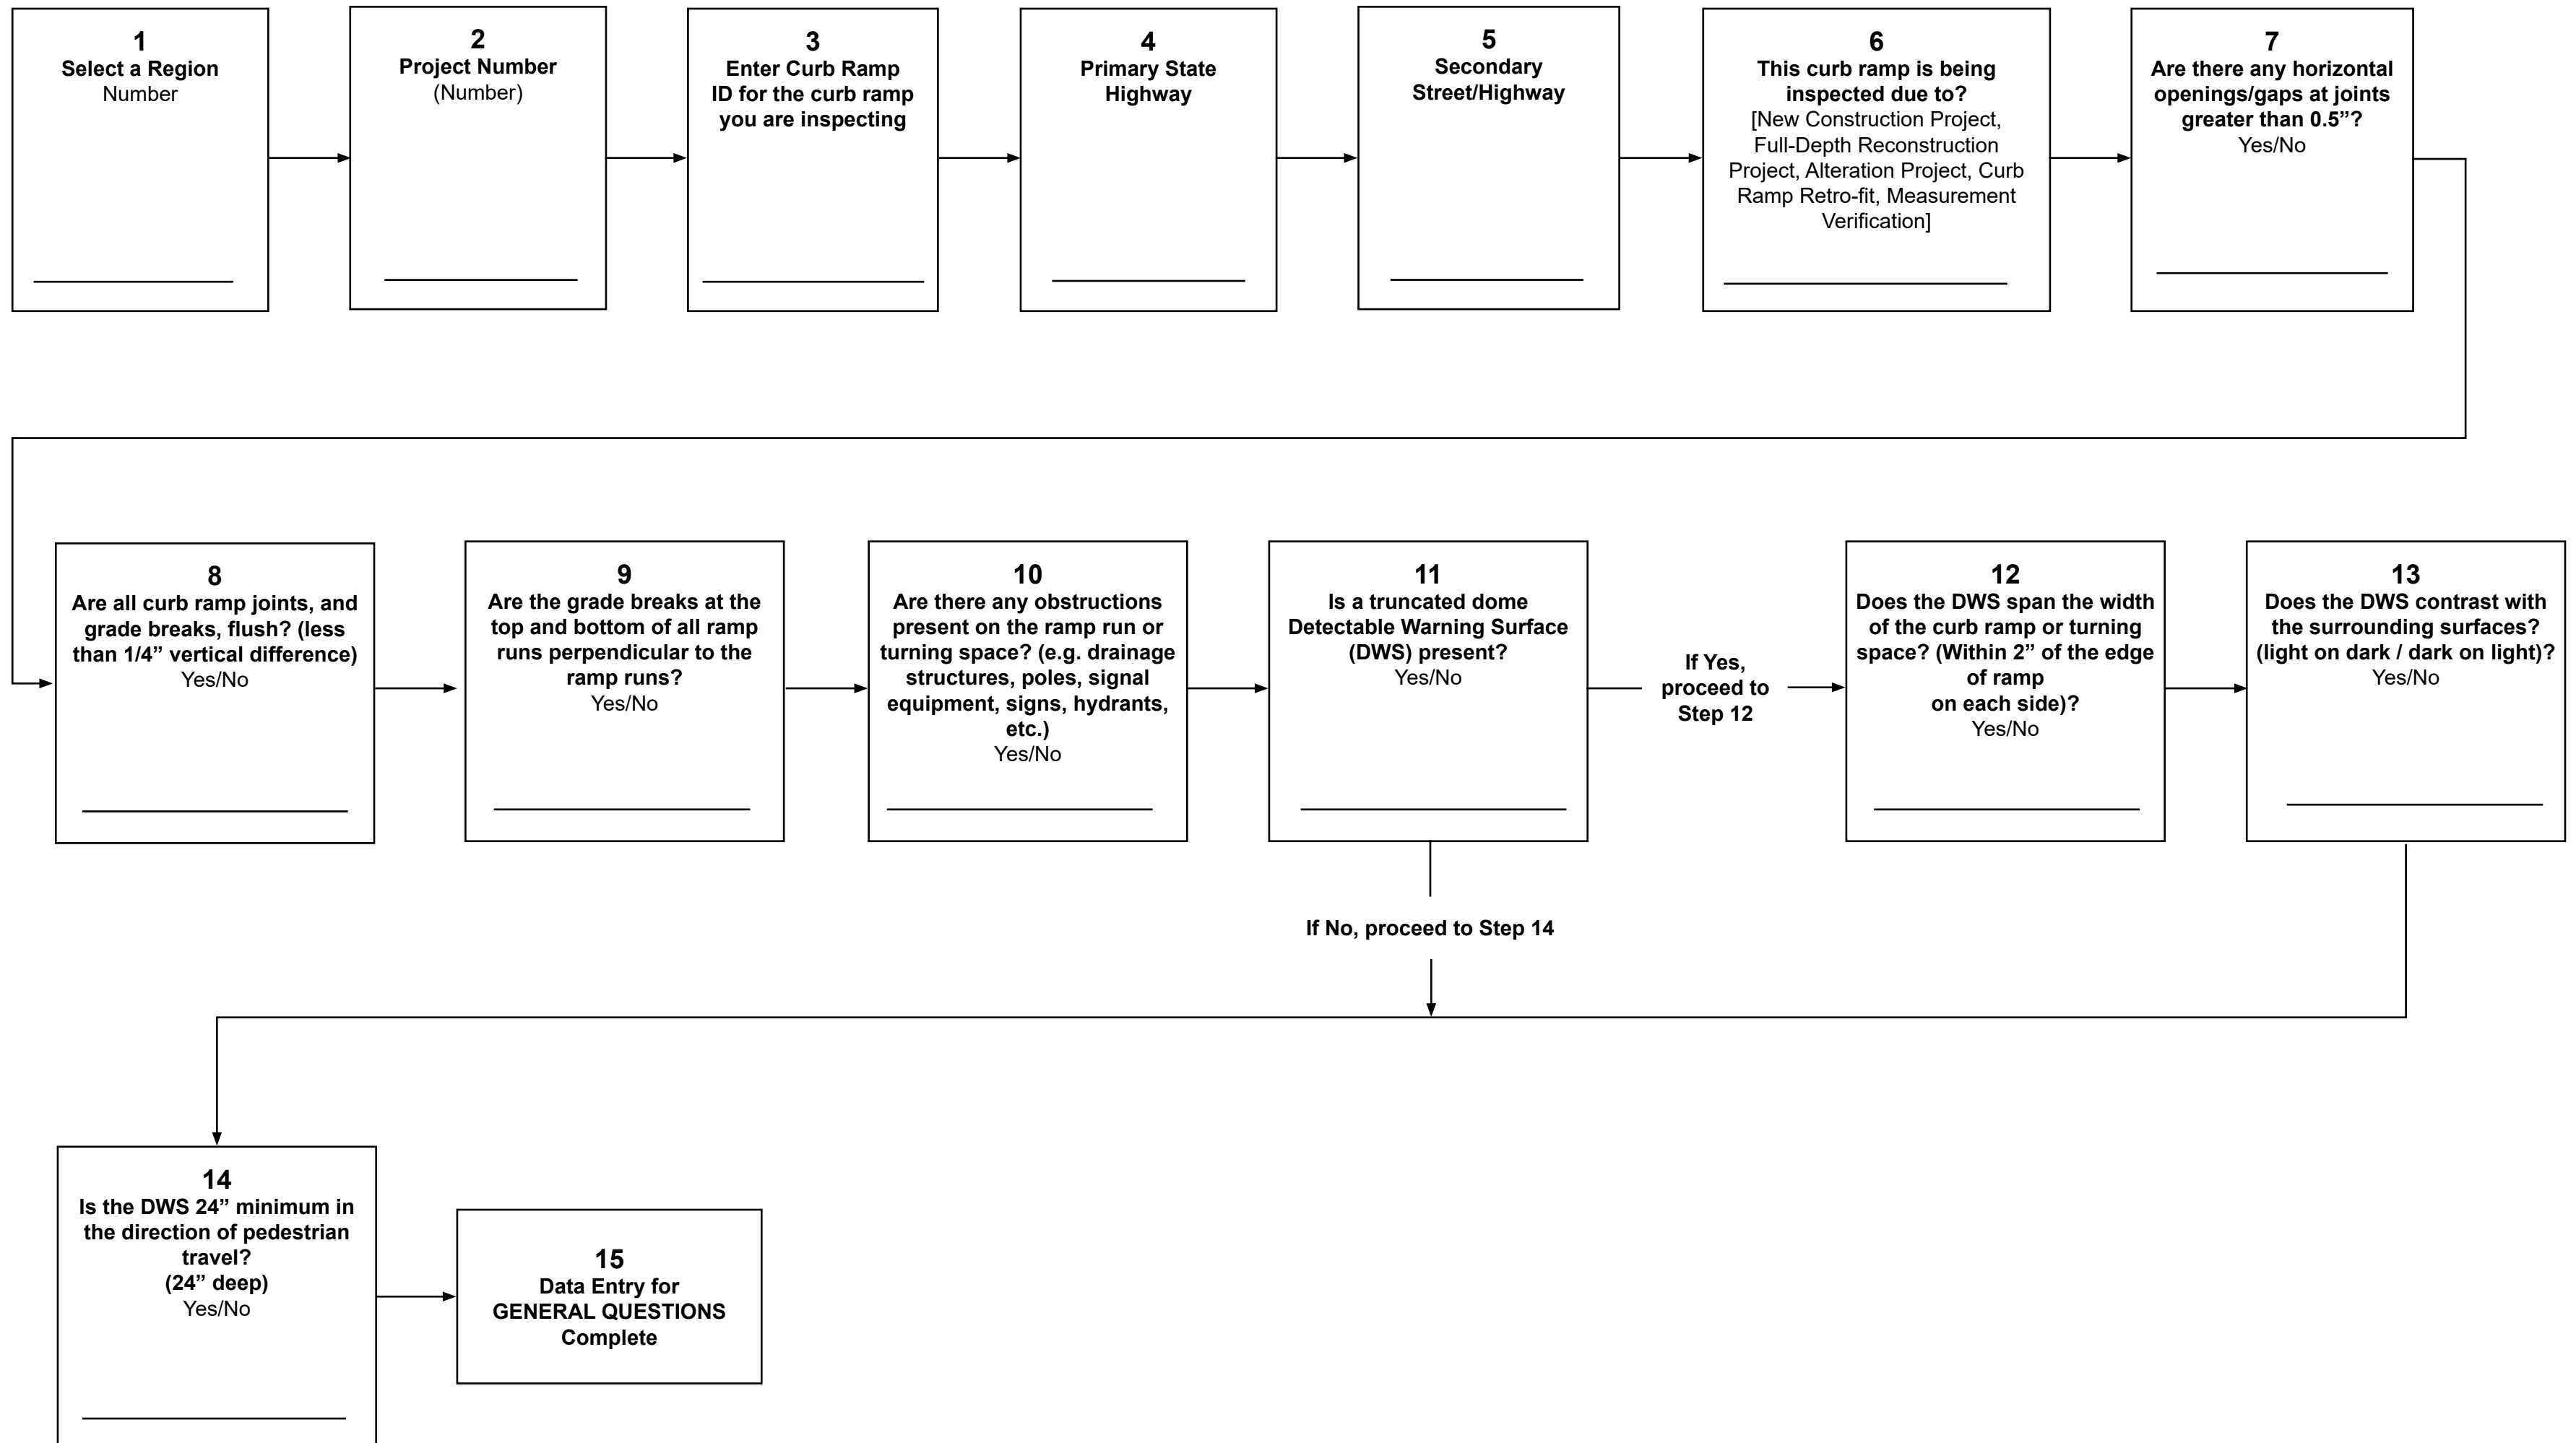 1
Select a Region
Number
2
Project Number
(Number)
3
Enter Curb Ramp
ID for the curb ramp
you are inspecting
4
Primary State
Highway
5
Secondary
Street/Highway
6
This curb ramp is being
inspected due to?
[New Construction Project,
Full-Depth Reconstruction
Project, Alteration Project, Curb
Ramp Retro-fit, Measurement
Verification]
7
Are there any horizontal
openings/gaps at joints
greater than 0.5”?
Yes/No
8
Are all curb ramp joints, and
grade breaks, flush? (less
than 1/4” vertical difference)
Yes/No
9
Are the grade breaks at the
top and bottom of all ramp
runs perpendicular to the
ramp runs?
Yes/No
10
Are there any obstructions
present on the ramp run or
turning space? (e.g. drainage
structures, poles, signal
equipment, signs, hydrants,
etc.)
Yes/No
11
Is a truncated dome
Detectable Warning Surface
(DWS) present?
Yes/No
If Yes,
proceed to
Step 12
12
Does the DWS span the width
of the curb ramp or turning
space? (Within 2” of the edge
of ramp
on each side)?
Yes/No
13
Does the DWS contrast with
the surrounding surfaces?
(light on dark / dark on light)?
Yes/No
If No, proceed to Step 14
14
Is the DWS 24” minimum in
the direction of pedestrian
travel?
(24” deep)
Yes/No
15
Data Entry for
GENERAL QUESTIONS
Complete